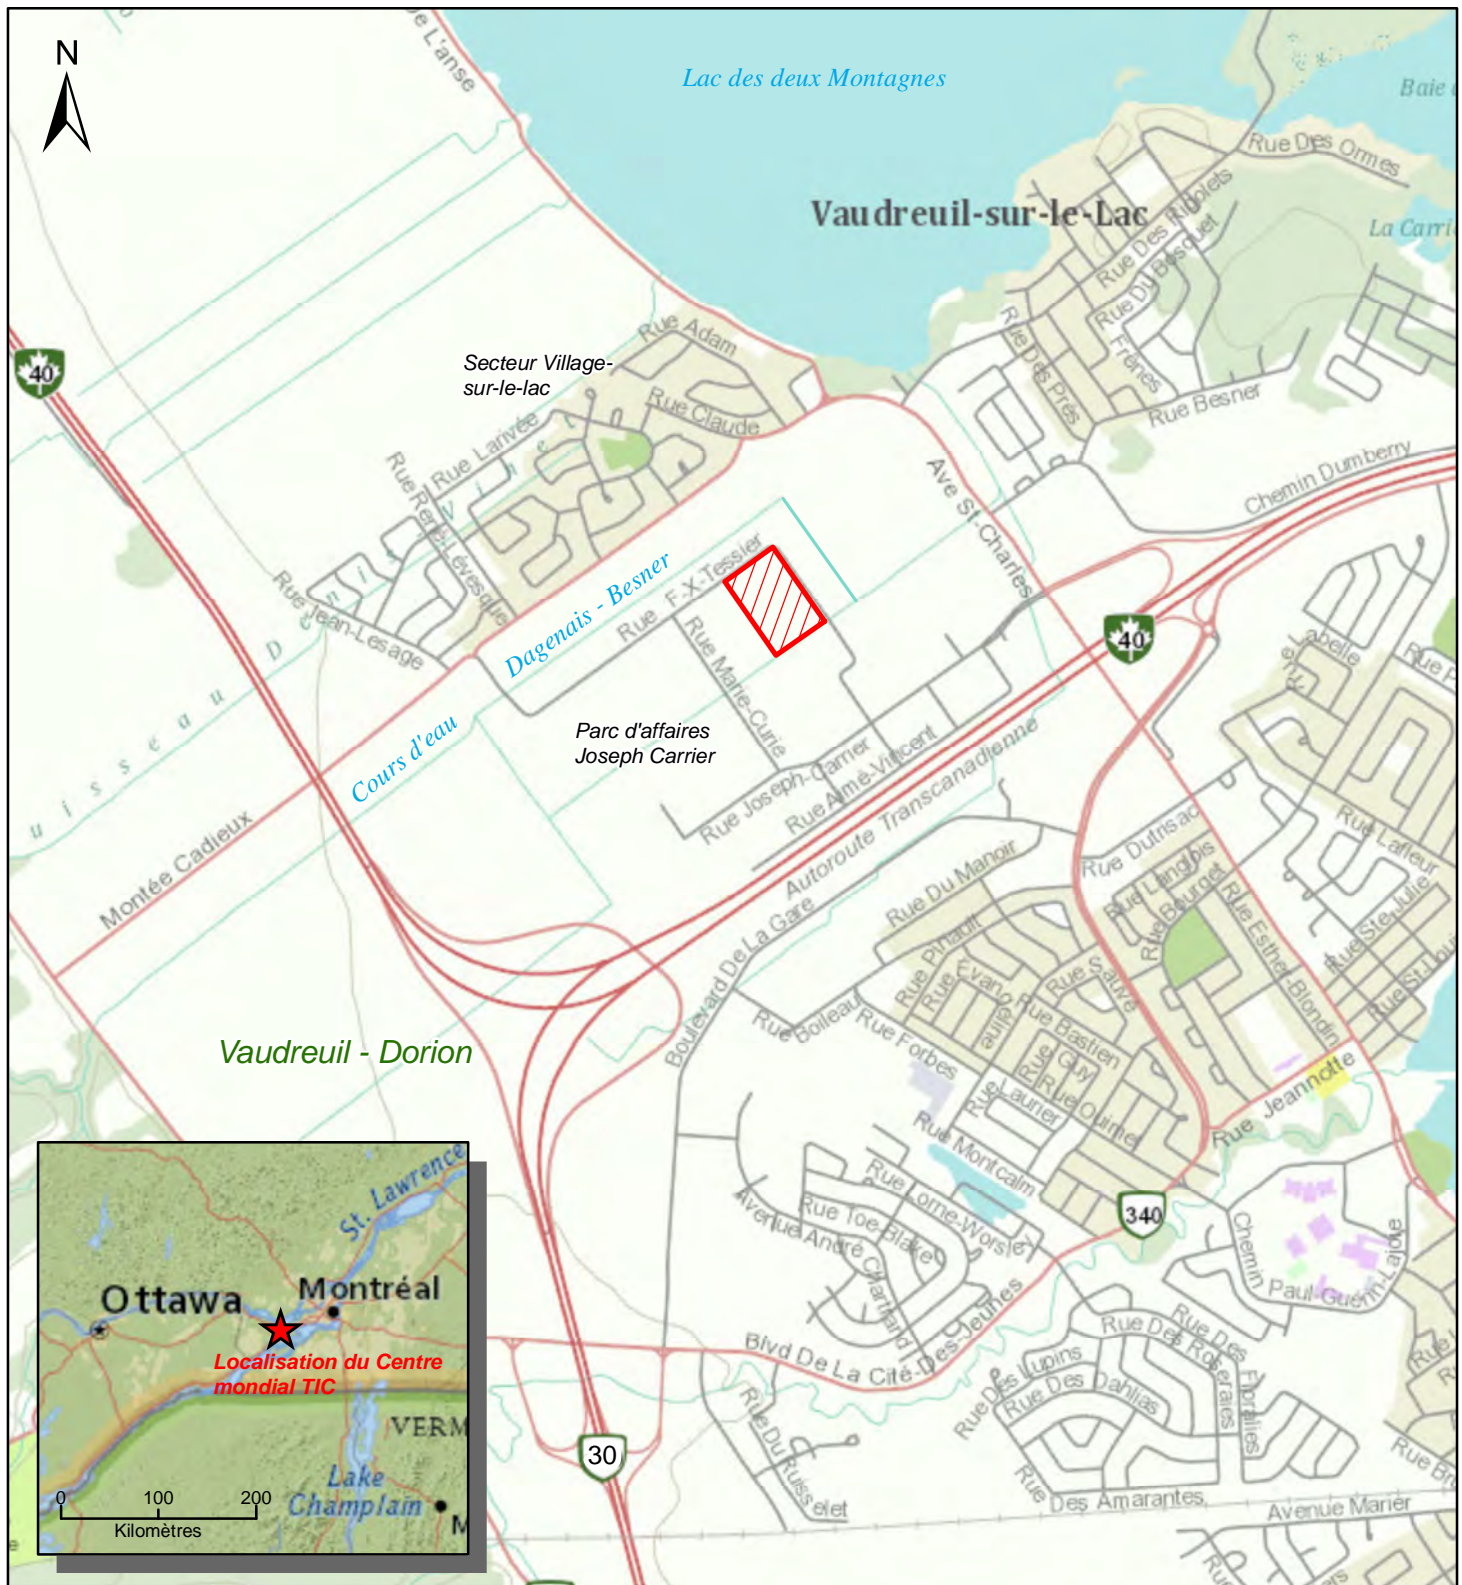 N
De L'anse
Lac des deux Montagnes
Baie
Rue Des Ormes
Vaudreuil-sur-le-Lac
Rue Des Rigolets
Rue Du Bosquet
La Carri
40
Secteur Village-
sur-le-lac
Rue Adam
Rue Claude
Rue Larivée
Rue René-Lévesque
Rue Des Prés
Frênes
Rue Besner
Chemin Dumberry
Ave St-Charles
Rue Jean-Lesage
uisseau Denis Vinet
Cours d'eau Dagenais - Besner
Rue F-X-Tessier
Rue Marie-Curie
40
Rue Labelle
Rue P
Parc d'affaires
Joseph Carrier
Rue Joseph-Carrier
Rue Aimé-Vincent
Autoroute Transcanadienne
Montée Cadieux
Rue Dutrisac
Rue Lafleur
Rue Du Manoir
Boulevard De La Gare
Rue Langlois
Rue Bourget
Rue Esther-Blondin
Rue Ste-Julie
Rue St-Loui
Rue Pinault
Rue Évangéline
Rue Sauvé
Rue Bastien
Rue Boileau
Rue Forbes
Rue Guy
Rue Ouimet
Rue Laurier
Rue Jeannotte
Vaudreuil - Dorion
Rue Montcalm
Rue Lorne-Worsley
Rue Toe-Blake
Avenue André Chartrand
340
Chemin Paul-Guérin-Lajoie
St. Lawrence
Ottawa
Montréal
Localisation du Centre
mondial TIC
VERM
Lake
Champlain
M
0 100 200
Kilomètres
Blvd De La Cité-Des-Jeunes
Rue Des Lupins
Rue Des Dahlias
Rue Des Roseraies
Rue Des Floralies
Rue Du Ruisselet
30
Rue Des Amarantes
Avenue Marier
Rue Bru